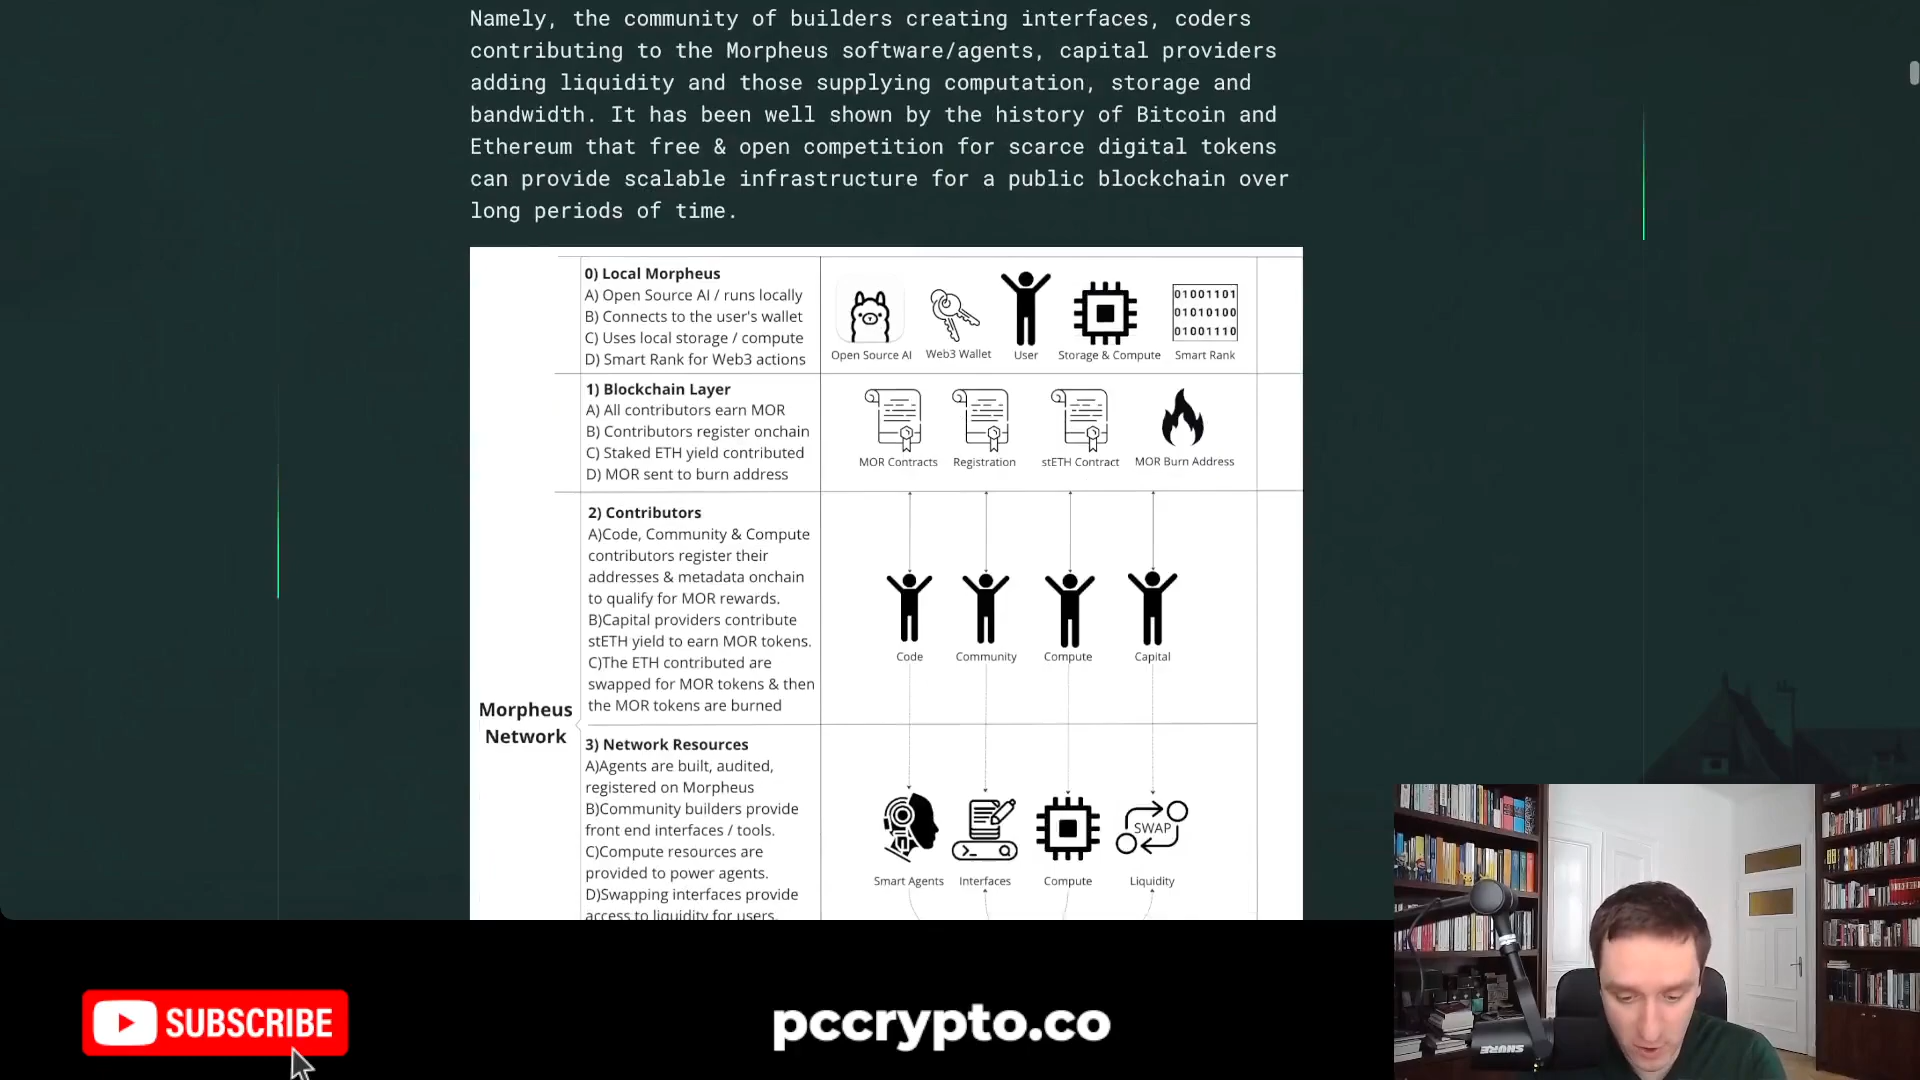 Namely, the community of builders creating interfaces, coders
contributing to the Morpheus software/agents, capital providers
adding liquidity and those supplying computation, storage and
bandwidth. It has been well shown by the history of Bitcoin and
Ethereum that free & open competition for scarce digital tokens
can provide scalable infrastructure for a public blockchain over
long periods of time.
0) Local Morpheus
A) Open Source AI / runs locally
B) Connects to the user's wallet
C) Uses local storage / compute
D) Smart Rank for Web3 actions
01001101
01010100
01001110
Open Source AI
Web3 Wallet
User
Storage & Compute
Smart Rank
1) Blockchain Layer
A) All contributors earn MOR
B) Contributors register onchain
C) Staked ETH yield contributed
D) MOR sent to burn address
MOR Contracts
Registration
stETH Contract
MOR Burn Address
2) Contributors
A)Code, Community & Compute
contributors register their
addresses & metadata onchain
to qualify for MOR rewards.
B)Capital providers contribute
stETH yield to earn MOR tokens.
C)The ETH contributed are
swapped for MOR tokens & then
the MOR tokens are burned
Code
Community
Compute
Capital
Morpheus
Network
3) Network Resources
A)Agents are built, audited,
registered on Morpheus
B)Community builders provide
front end interfaces / tools.
C)Compute resources are
provided to power agents.
D)Swapping interfaces provide
access to liquidity for users.
SWAP
Smart Agents
Interfaces
Compute
Liquidity
SUBSCRIBE
pccrypto.co
SHURE